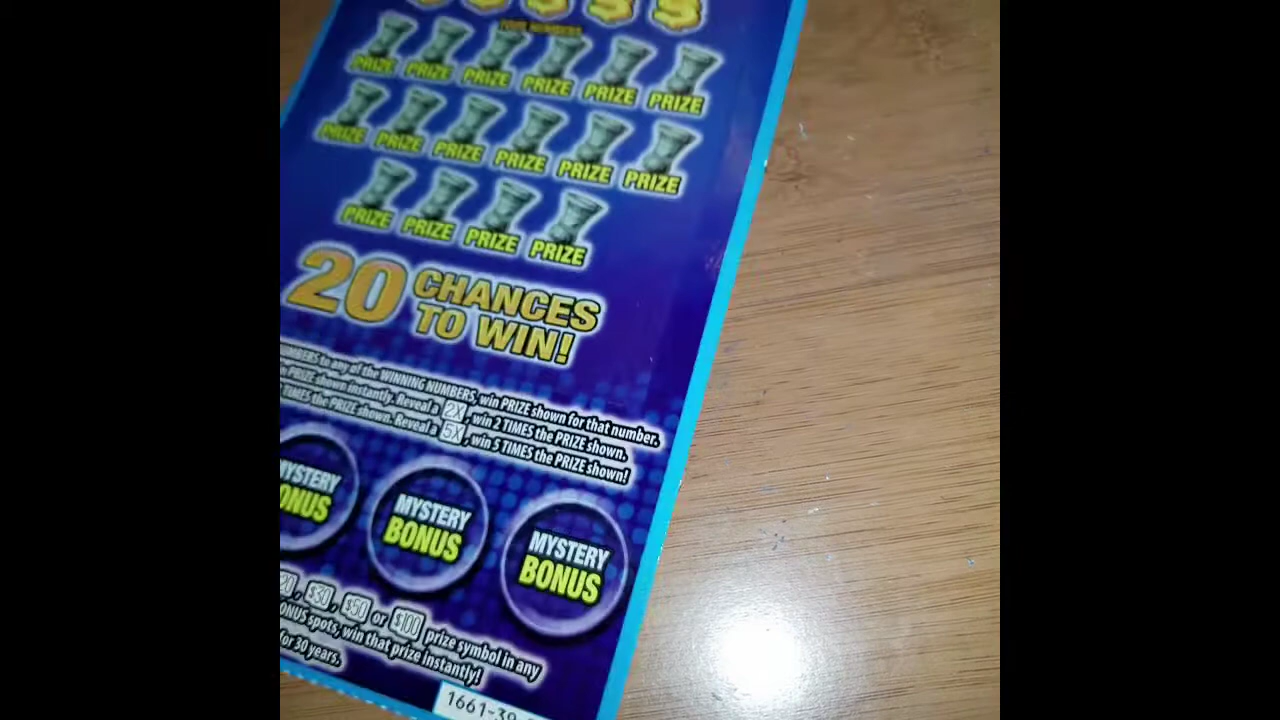 $ $ $ $
YOUR NUMBERS
PRIZE PRIZE PRIZE PRIZE PRIZE PRIZE
PRIZE PRIZE PRIZE PRIZE PRIZE PRIZE
PRIZE PRIZE PRIZE PRIZE
20 CHANCES
TO WIN!
NUMBERS to any of the WINNING NUMBERS, win PRIZE shown for that number.
PRIZE shown instantly. Reveal a 2X, win 2 TIMES the PRIZE shown.
TIMES the PRIZE shown. Reveal a 5X, win 5 TIMES the PRIZE shown!
MYSTERY BONUS
MYSTERY BONUS
MYSTERY BONUS
$30, $50 or $100 prize symbol in any
BONUS spots, win that prize instantly!
for 30 years.
1661-39